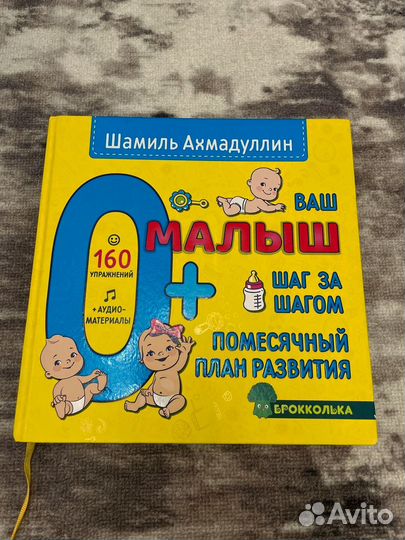 Шамиль Ахмадуллин
ВАШ
МАЛЫШ
0+
160
УПРАЖНЕНИЙ
+ АУДИО-
МАТЕРИАЛЫ
ШАГ ЗА
ШАГОМ
ПОМЕСЯЧНЫЙ
ПЛАН РАЗВИТИЯ
БРОККОЛЬКА
Avito